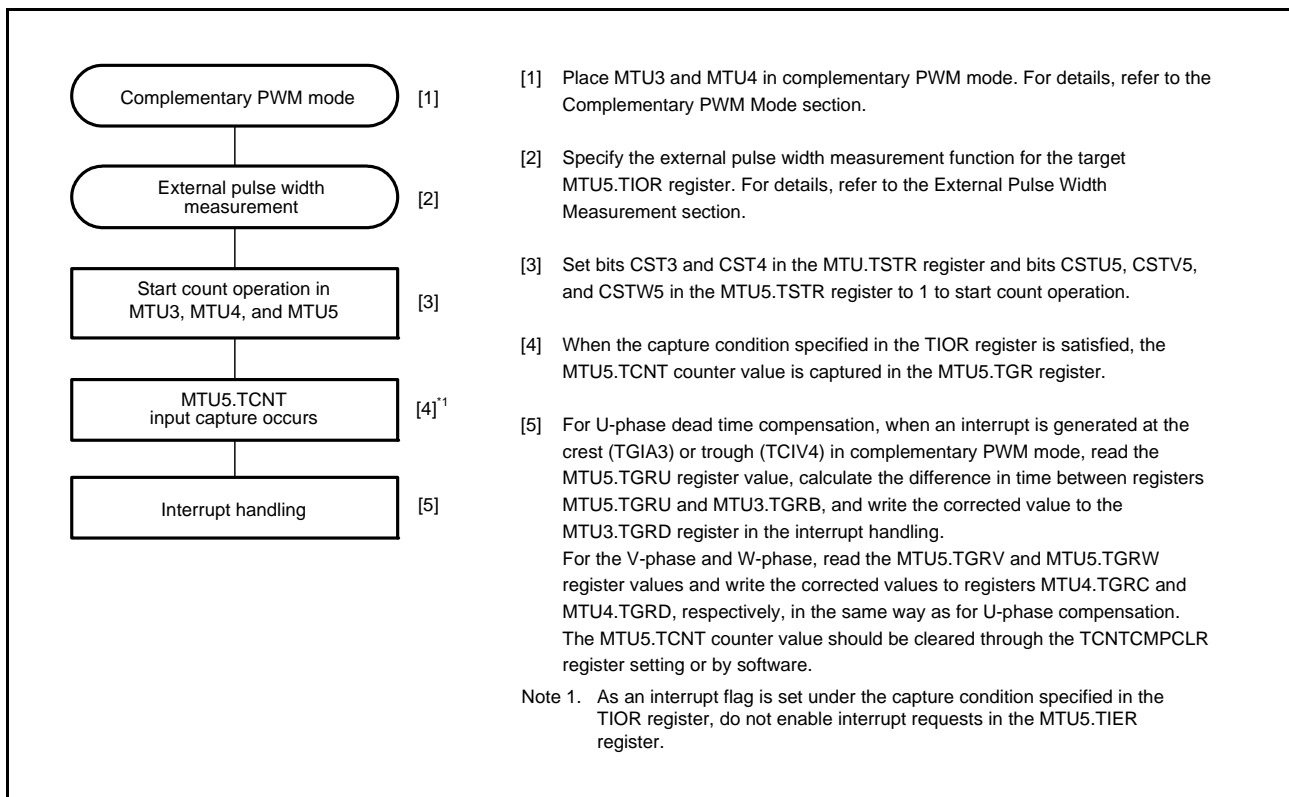 Complementary PWM mode [1]
External pulse width
measurement
[2]
Start count operation in
MTU3, MTU4, and MTU5
[3]
MTU5.TCNT
input capture occurs
[4]*1
Interrupt handling [5]
[1] Place MTU3 and MTU4 in complementary PWM mode. For details, refer to the
Complementary PWM Mode section.
[2] Specify the external pulse width measurement function for the target
MTU5.TIOR register. For details, refer to the External Pulse Width
Measurement section.
[3] Set bits CST3 and CST4 in the MTU.TSTR register and bits CSTU5, CSTV5,
and CSTW5 in the MTU5.TSTR register to 1 to start count operation.
[4] When the capture condition specified in the TIOR register is satisfied, the
MTU5.TCNT counter value is captured in the MTU5.TGR register.
[5] For U-phase dead time compensation, when an interrupt is generated at the
crest (TGIA3) or trough (TCIV4) in complementary PWM mode, read the
MTU5.TGRU register value, calculate the difference in time between registers
MTU5.TGRU and MTU3.TGRB, and write the corrected value to the
MTU3.TGRD register in the interrupt handling.
For the V-phase and W-phase, read the MTU5.TGRV and MTU5.TGRW
register values and write the corrected values to registers MTU4.TGRC and
MTU4.TGRD, respectively, in the same way as for U-phase compensation.
The MTU5.TCNT counter value should be cleared through the TCNTCMPCLR
register setting or by software.
Note 1. As an interrupt flag is set under the capture condition specified in the
TIOR register, do not enable interrupt requests in the MTU5.TIER
register.